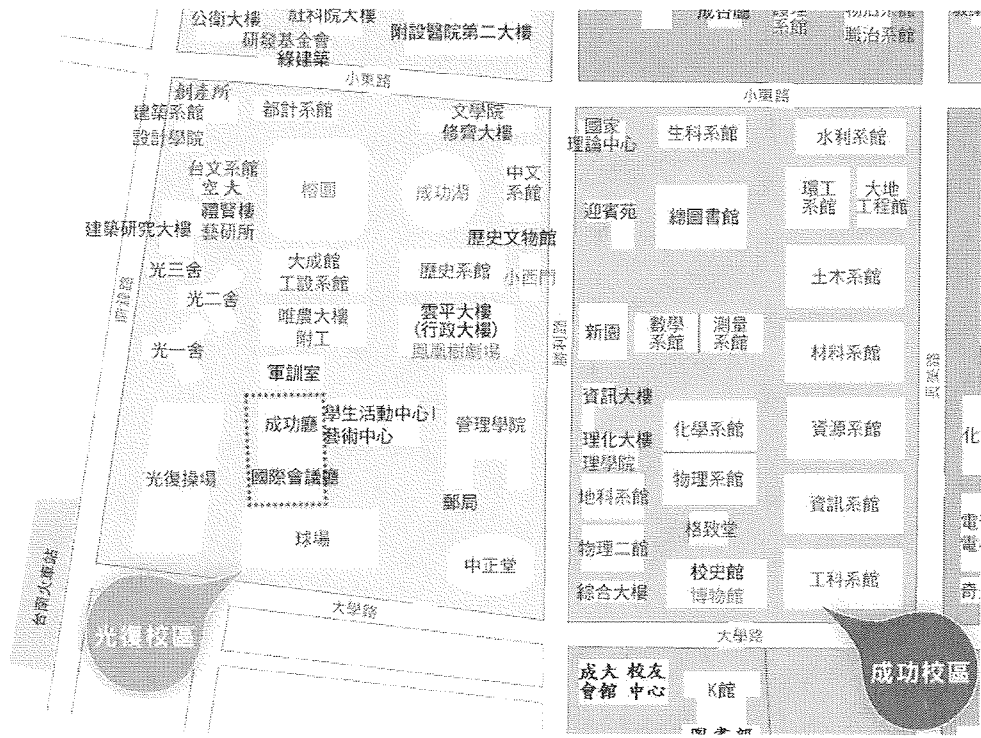 公衛大樓
社科院大樓
研發基金會
綠建築
附設醫院第二大樓
成杏廳
護理
系館
職治系館
小東路
小東路
創產所
建築系館
設計學院
都計系館
文學院
修齊大樓
台文系館
空大
禮賢樓
藝研所
建築研究大樓
榕園
成功湖
中文
系館
歷史文物館
光三舍
光二舍
光一舍
大成館
工設系館
唯農大樓
附工
軍訓室
歷史系館
小西門
雲平大樓
(行政大樓)
鳳凰樹劇場
勝利路
成功廳
國際會議廳
學生活動中心I
藝術中心
管理學院
光復操場
郵局
球場
中正堂
大學路
台南火車站
光復校區
國家
理論中心
生科系館
水利系館
迎賓苑
總圖書館
環工
系館
大地
工程館
土木系館
新園
數學
系館
測量
系館
材料系館
資訊大樓
理化大樓
理學院
化學系館
資源系館
地科系館
物理系館
資訊系館
物理二館
格致堂
綜合大樓
校史館
博物館
工科系館
大學路
成功校區
成大
會館
校友
中心
K館
化
電
電
奇